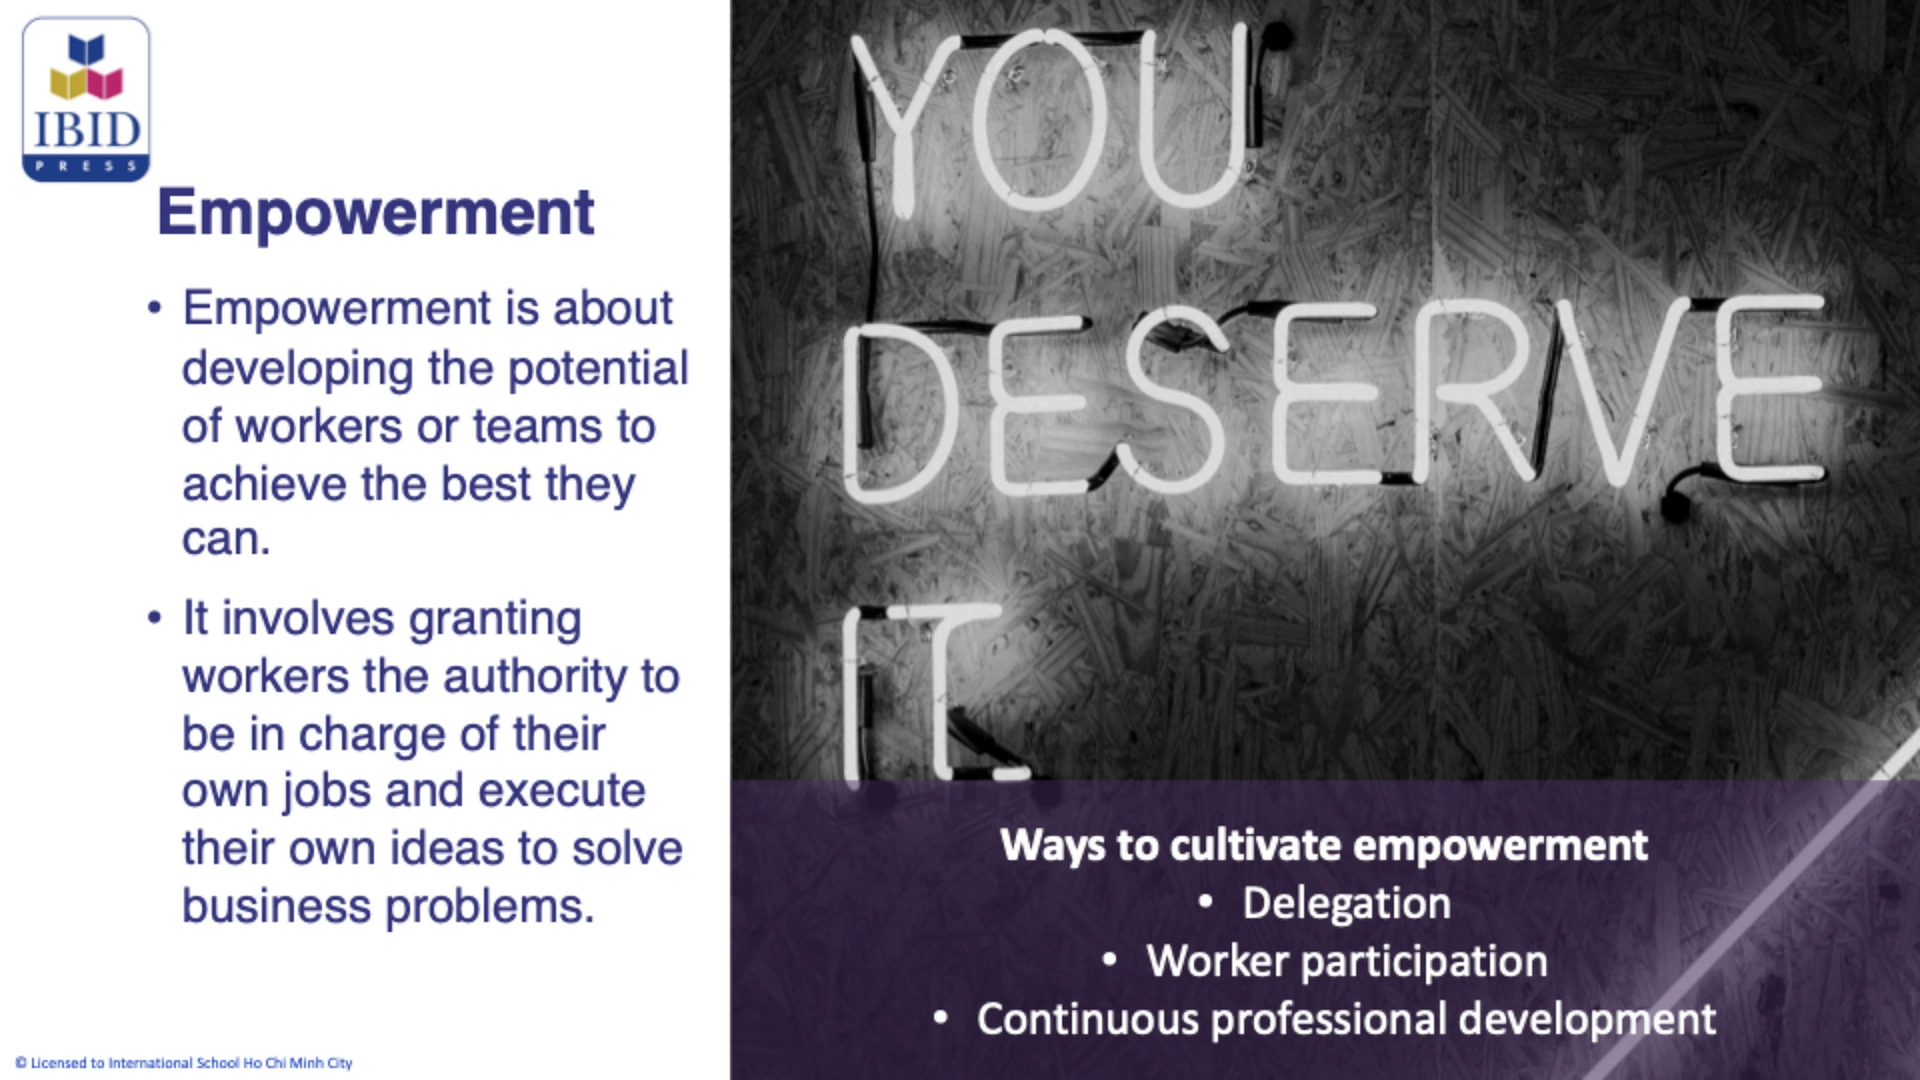 IBID
PRESS
Empowerment
• Empowerment is about
developing the potential
of workers or teams to
achieve the best they
can.
• It involves granting
workers the authority to
be in charge of their
own jobs and execute
their own ideas to solve
business problems.
© Licensed to International School Ho Chi Minh City
YOU
DESERVE
IT
Ways to cultivate empowerment
• Delegation
• Worker participation
• Continuous professional development